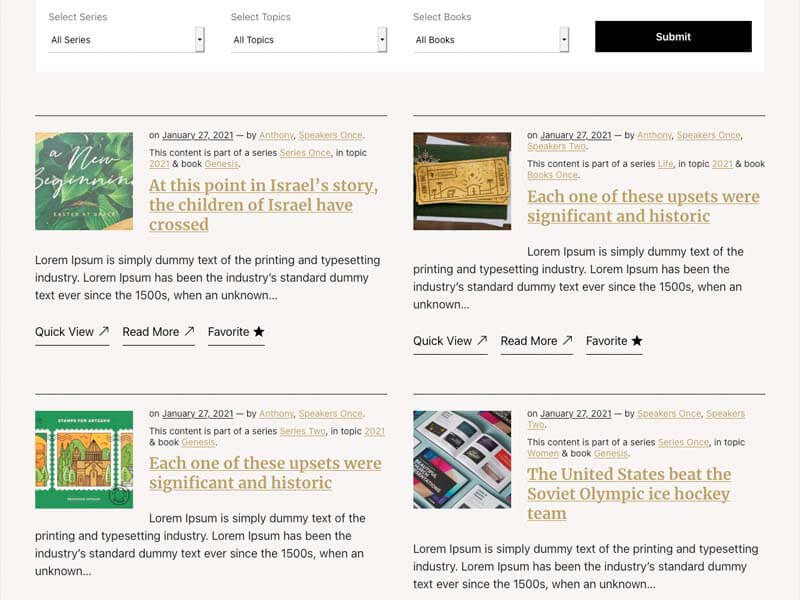 Select Series
Select Topics
Select Books
All Series
All Topics
All Books
Submit
a New
Beginning
EASTER AT GRACE
on January 27, 2021 — by Anthony, Speakers Once.
This content is part of a series Series Once, in topic
2021 & book Genesis.
At this point in Israel’s story,
the children of Israel have
crossed
Lorem Ipsum is simply dummy text of the printing and typesetting
industry. Lorem Ipsum has been the industry’s standard dummy
text ever since the 1500s, when an unknown...
Quick View
Read More
Favorite
on January 27, 2021 — by Anthony, Speakers Once,
Speakers Two.
This content is part of a series Life, in topic 2021 & book
Books Once.
Each one of these upsets were
significant and historic
Lorem Ipsum is simply dummy text of the
printing and typesetting industry. Lorem Ipsum has been the
industry’s standard dummy text ever since the 1500s, when an
unknown...
Quick View
Read More
Favorite
STAMPS FOR ARTSAKH
on January 27, 2021 — by Anthony, Speakers Once.
This content is part of a series Series Two, in topic 2021
& book Genesis.
Each one of these upsets were
significant and historic
Lorem Ipsum is simply dummy text of the
printing and typesetting industry. Lorem Ipsum has been the
industry’s standard dummy text ever since the 1500s, when an
unknown...
on January 27, 2021 — by Speakers Once, Speakers
Two.
This content is part of a series Series Once, in topic
Women & book Genesis.
The United States beat the
Soviet Olympic ice hockey
team
Lorem Ipsum is simply dummy text of the printing and typesetting
industry. Lorem Ipsum has been the industry’s standard dummy
text ever since the 1500s, when an unknown...